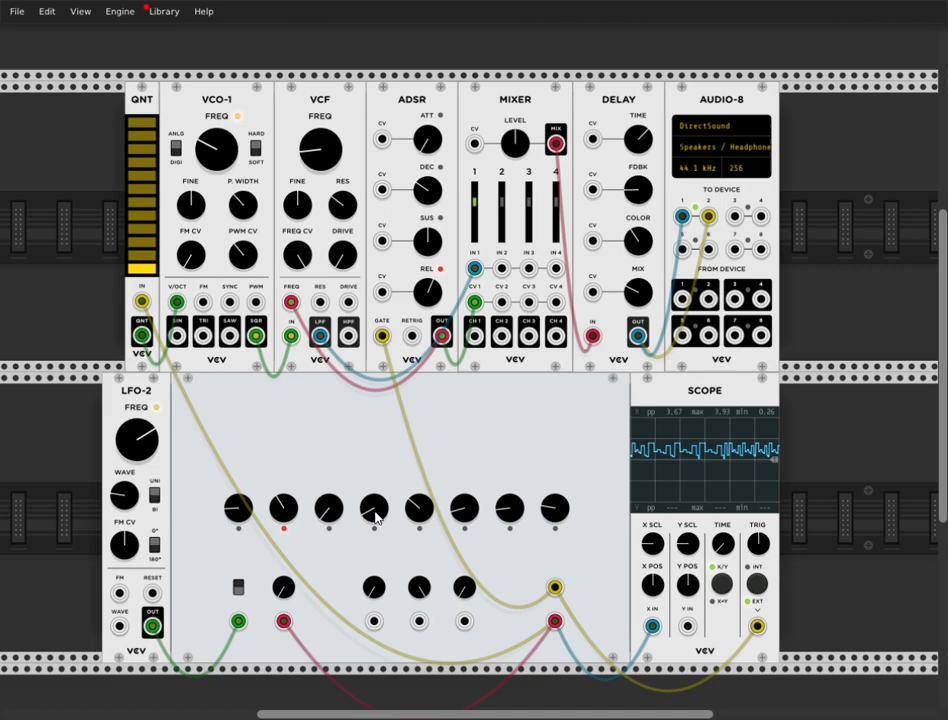 File Edit View Engine Library Help
QNT VCO-1 VCF ADSR MIXER DELAY AUDIO-8
FREQ FREQ ATT LEVEL TIME
CV CV MIX CV
DirectSound
Speakers / Headphone
44.1 kHz 256
ANLG HARD
DIGI SOFT
FINE P. WIDTH FINE RES CV DEC 1 2 3 4 CV FDBK
TO DEVICE
1 2 3 4
FM CV PWM CV FREQ CV DRIVE CV SUS CV COLOR
5 6 7 8
IN 1 IN 2 IN 3 IN 4
FROM DEVICE
CV REL CV MIX
IN V/OCT FM SYNC PWM FREQ RES DRIVE CV 1 CV 2 CV 3 CV 4
1 2 3 4
QNT SIN TRI SAW SQR IN LPF HPF GATE RETRIG OUT CH 1 CH 2 CH 3 CH 4 IN OUT
5 6 7 8
VCV VCV VCV VCV VCV VCV VCV
LFO-2 SCOPE
FREQ
X pp 3.67 max 3.93 min 0.26
WAVE
UNI
BI
Y pp --- max --- min ---
FM CV 0°
180°
X SCL Y SCL TIME TRIG
X POS Y POS X/Y INT
FM RESET X×Y EXT
WAVE OUT X IN Y IN
VCV VCV